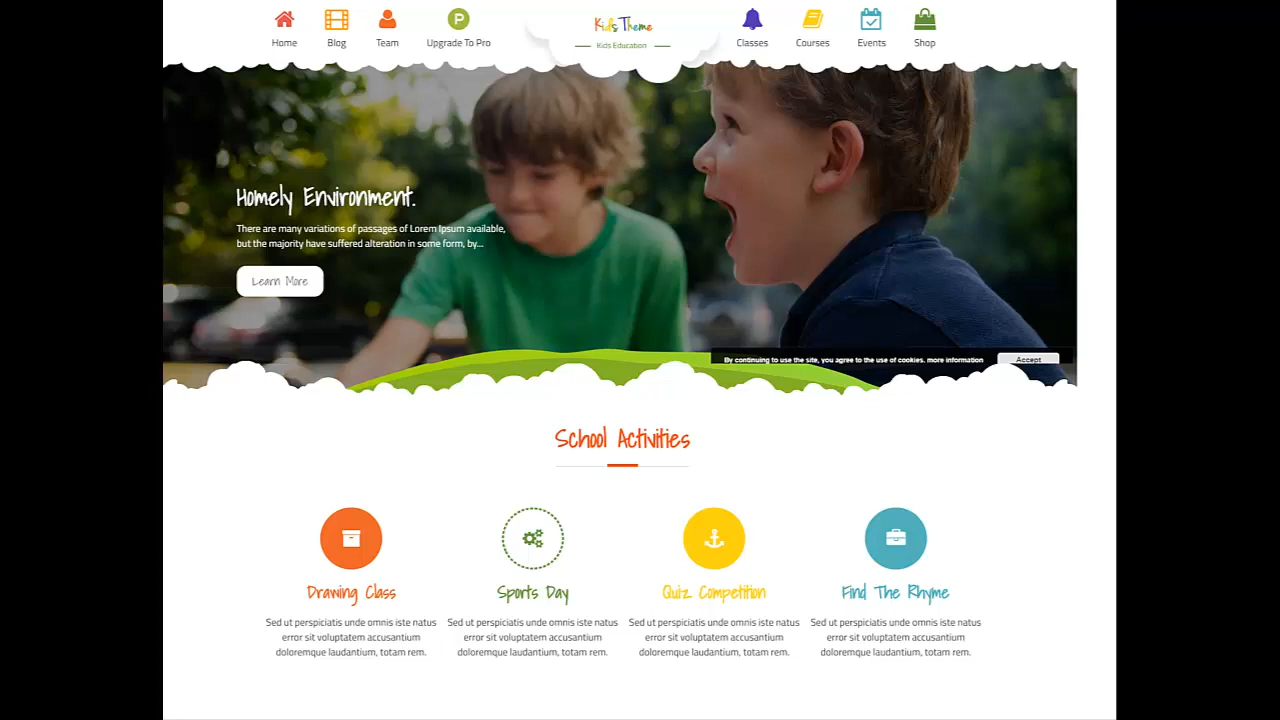 Home
Blog
Team
P
Upgrade To Pro
Kids Theme
Kids Education
Classes
Courses
Events
Shop
Homely Environment.
There are many variations of passages of Lorem Ipsum available,
but the majority have suffered alteration in some form, by...
Learn More
By continuing to use the site, you agree to the use of cookies. more information
Accept
School Activities
Drawing Class
Sed ut perspiciatis unde omnis iste natus
error sit voluptatem accusantium
doloremque laudantium, totam rem.
Sports Day
Sed ut perspiciatis unde omnis iste natus
error sit voluptatem accusantium
doloremque laudantium, totam rem.
Quiz Competition
Sed ut perspiciatis unde omnis iste natus
error sit voluptatem accusantium
doloremque laudantium, totam rem.
Find The Rhyme
Sed ut perspiciatis unde omnis iste natus
error sit voluptatem accusantium
doloremque laudantium, totam rem.